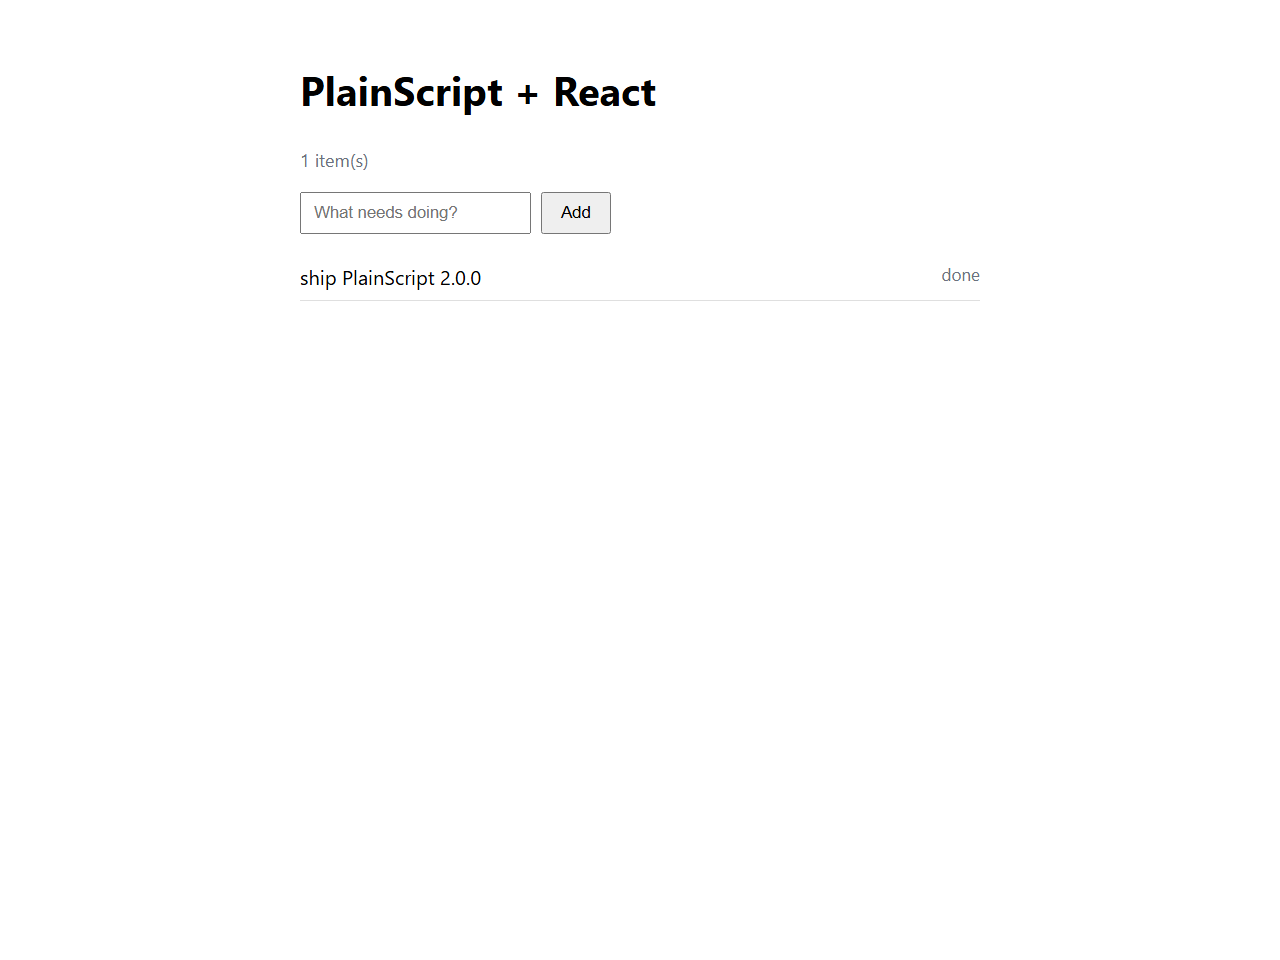 PlainScript + React
1 item(s)
What needs doing?
Add
ship PlainScript 2.0.0
done